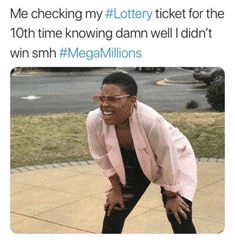 Me checking my #Lottery ticket for the
10th time knowing damn well I didn't
win smh #MegaMillions